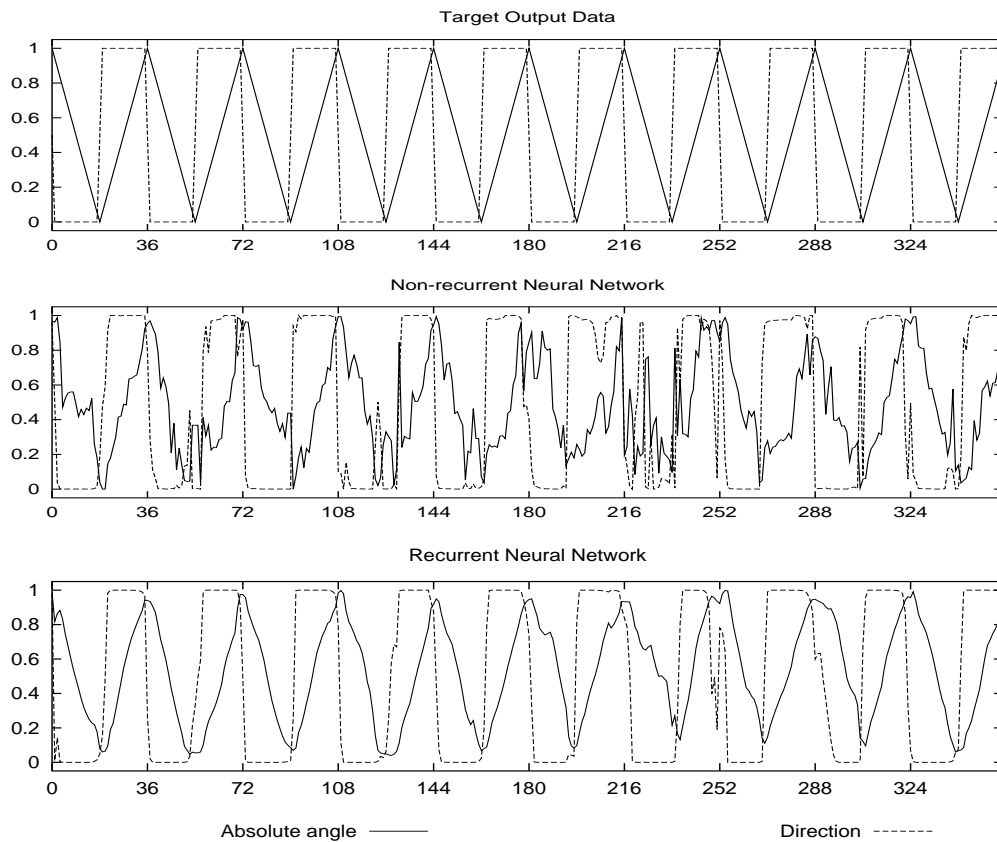 Target Output Data
1
0.8
0.6
0.4
0.2
0
0 36 72 108 144 180 216 252 288 324
Non-recurrent Neural Network
1
0.8
0.6
0.4
0.2
0
0 36 72 108 144 180 216 252 288 324
Recurrent Neural Network
1
0.8
0.6
0.4
0.2
0
0 36 72 108 144 180 216 252 288 324
Absolute angle Direction